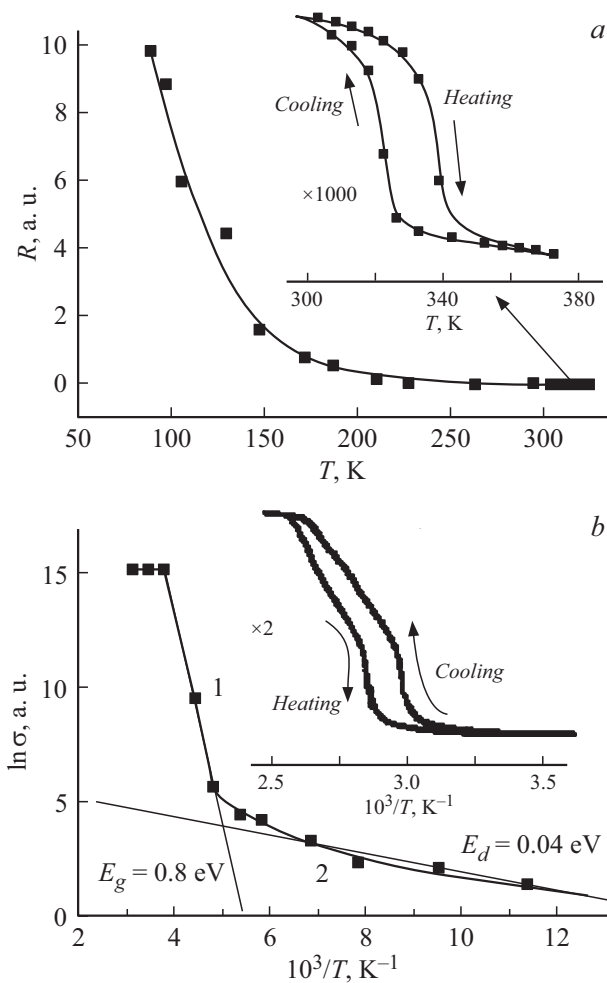 a
10
8
6
4
2
0
R, a. u.
Cooling
Heating
×1000
300
340
380
T, K
50
100
150
200
250
300
T, K
b
15
10
5
0
ln σ, a. u.
1
×2
Heating
Cooling
2.5
3.0
3.5
10³/T, K⁻¹
E_g = 0.8 eV
2
E_d = 0.04 eV
2
4
6
8
10
12
10³/T, K⁻¹